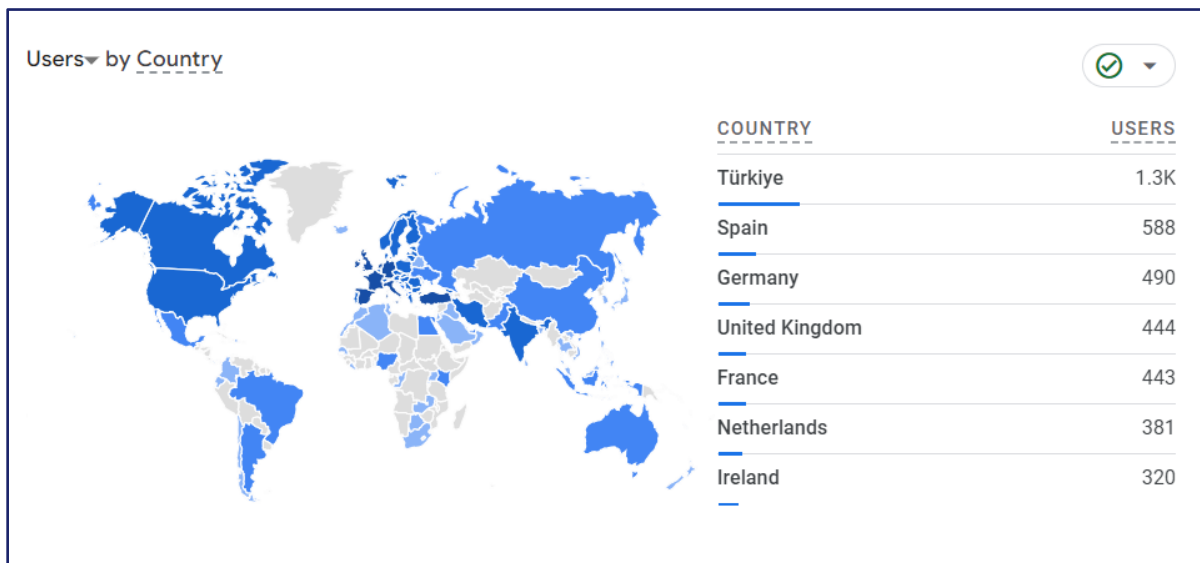 Users by Country
COUNTRY USERS
Türkiye 1.3K
Spain 588
Germany 490
United Kingdom 444
France 443
Netherlands 381
Ireland 320